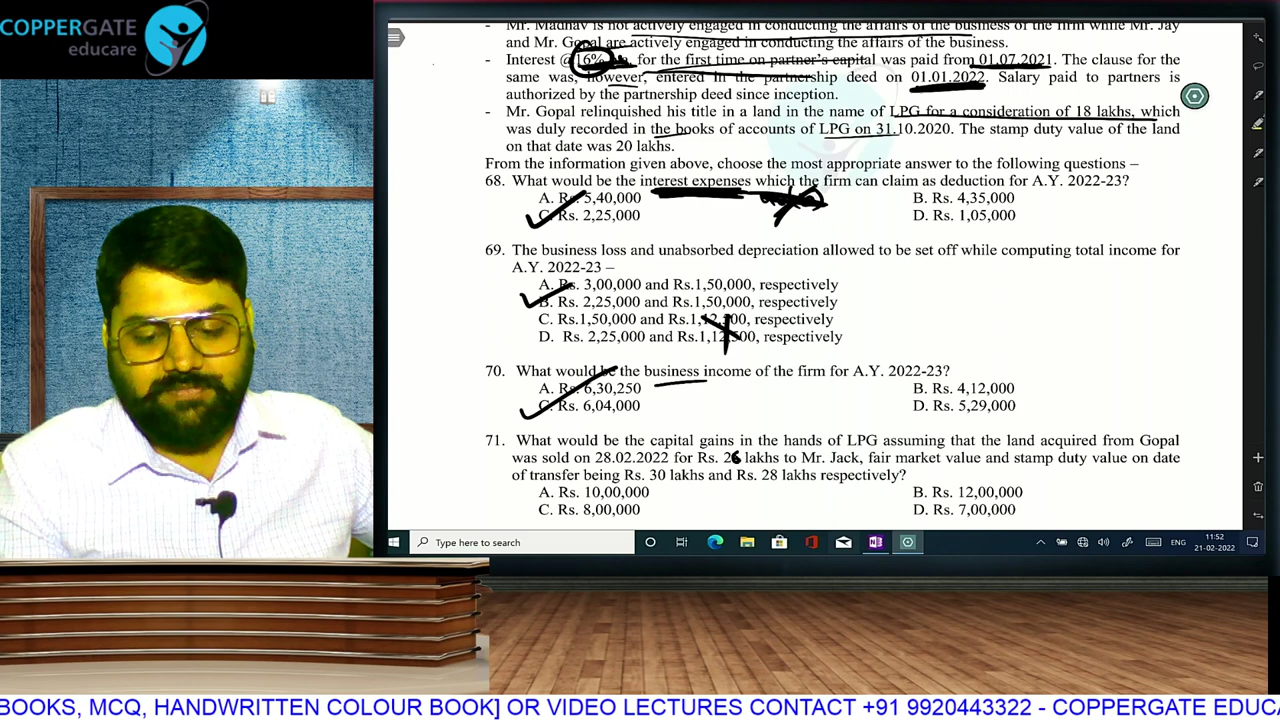 COPPERGATE
educare
- Mr. Madhav is not actively engaged in conducting the affairs of the business of the firm while Mr. Jay
and Mr. Gopal are actively engaged in conducting the affairs of the business.
- Interest @ 16% for the first time on partner's capital was paid from 01.07.2021. The clause for the
same was, however, entered in the partnership deed on 01.01.2022. Salary paid to partners is
authorized by the partnership deed since inception.
- Mr. Gopal relinquished his title in a land in the name of LPG for a consideration of 18 lakhs, which
was duly recorded in the books of accounts of LPG on 31.10.2020. The stamp duty value of the land
on that date was 20 lakhs.
From the information given above, choose the most appropriate answer to the following questions –
68. What would be the interest expenses which the firm can claim as deduction for A.Y. 2022-23?
A. Rs. 5,40,000 B. Rs. 4,35,000
C. Rs. 2,25,000 D. Rs. 1,05,000
69. The business loss and unabsorbed depreciation allowed to be set off while computing total income for
A.Y. 2022-23 –
A. Rs. 3,00,000 and Rs.1,50,000, respectively
B. Rs. 2,25,000 and Rs.1,50,000, respectively
C. Rs.1,50,000 and Rs.1,12,500, respectively
D. Rs. 2,25,000 and Rs.1,12,500, respectively
70. What would be the business income of the firm for A.Y. 2022-23?
A. Rs. 6,30,250 B. Rs. 4,12,000
C. Rs. 6,04,000 D. Rs. 5,29,000
71. What would be the capital gains in the hands of LPG assuming that the land acquired from Gopal
was sold on 28.02.2022 for Rs. 26 lakhs to Mr. Jack, fair market value and stamp duty value on date
of transfer being Rs. 30 lakhs and Rs. 28 lakhs respectively?
A. Rs. 10,00,000 B. Rs. 12,00,000
C. Rs. 8,00,000 D. Rs. 7,00,000
Type here to search
ENG
11:52
21-02-2022
BOOKS, MCQ, HANDWRITTEN COLOUR BOOK] OR VIDEO LECTURES CONTACT +91 9920443322 - COPPERGATE EDUCA